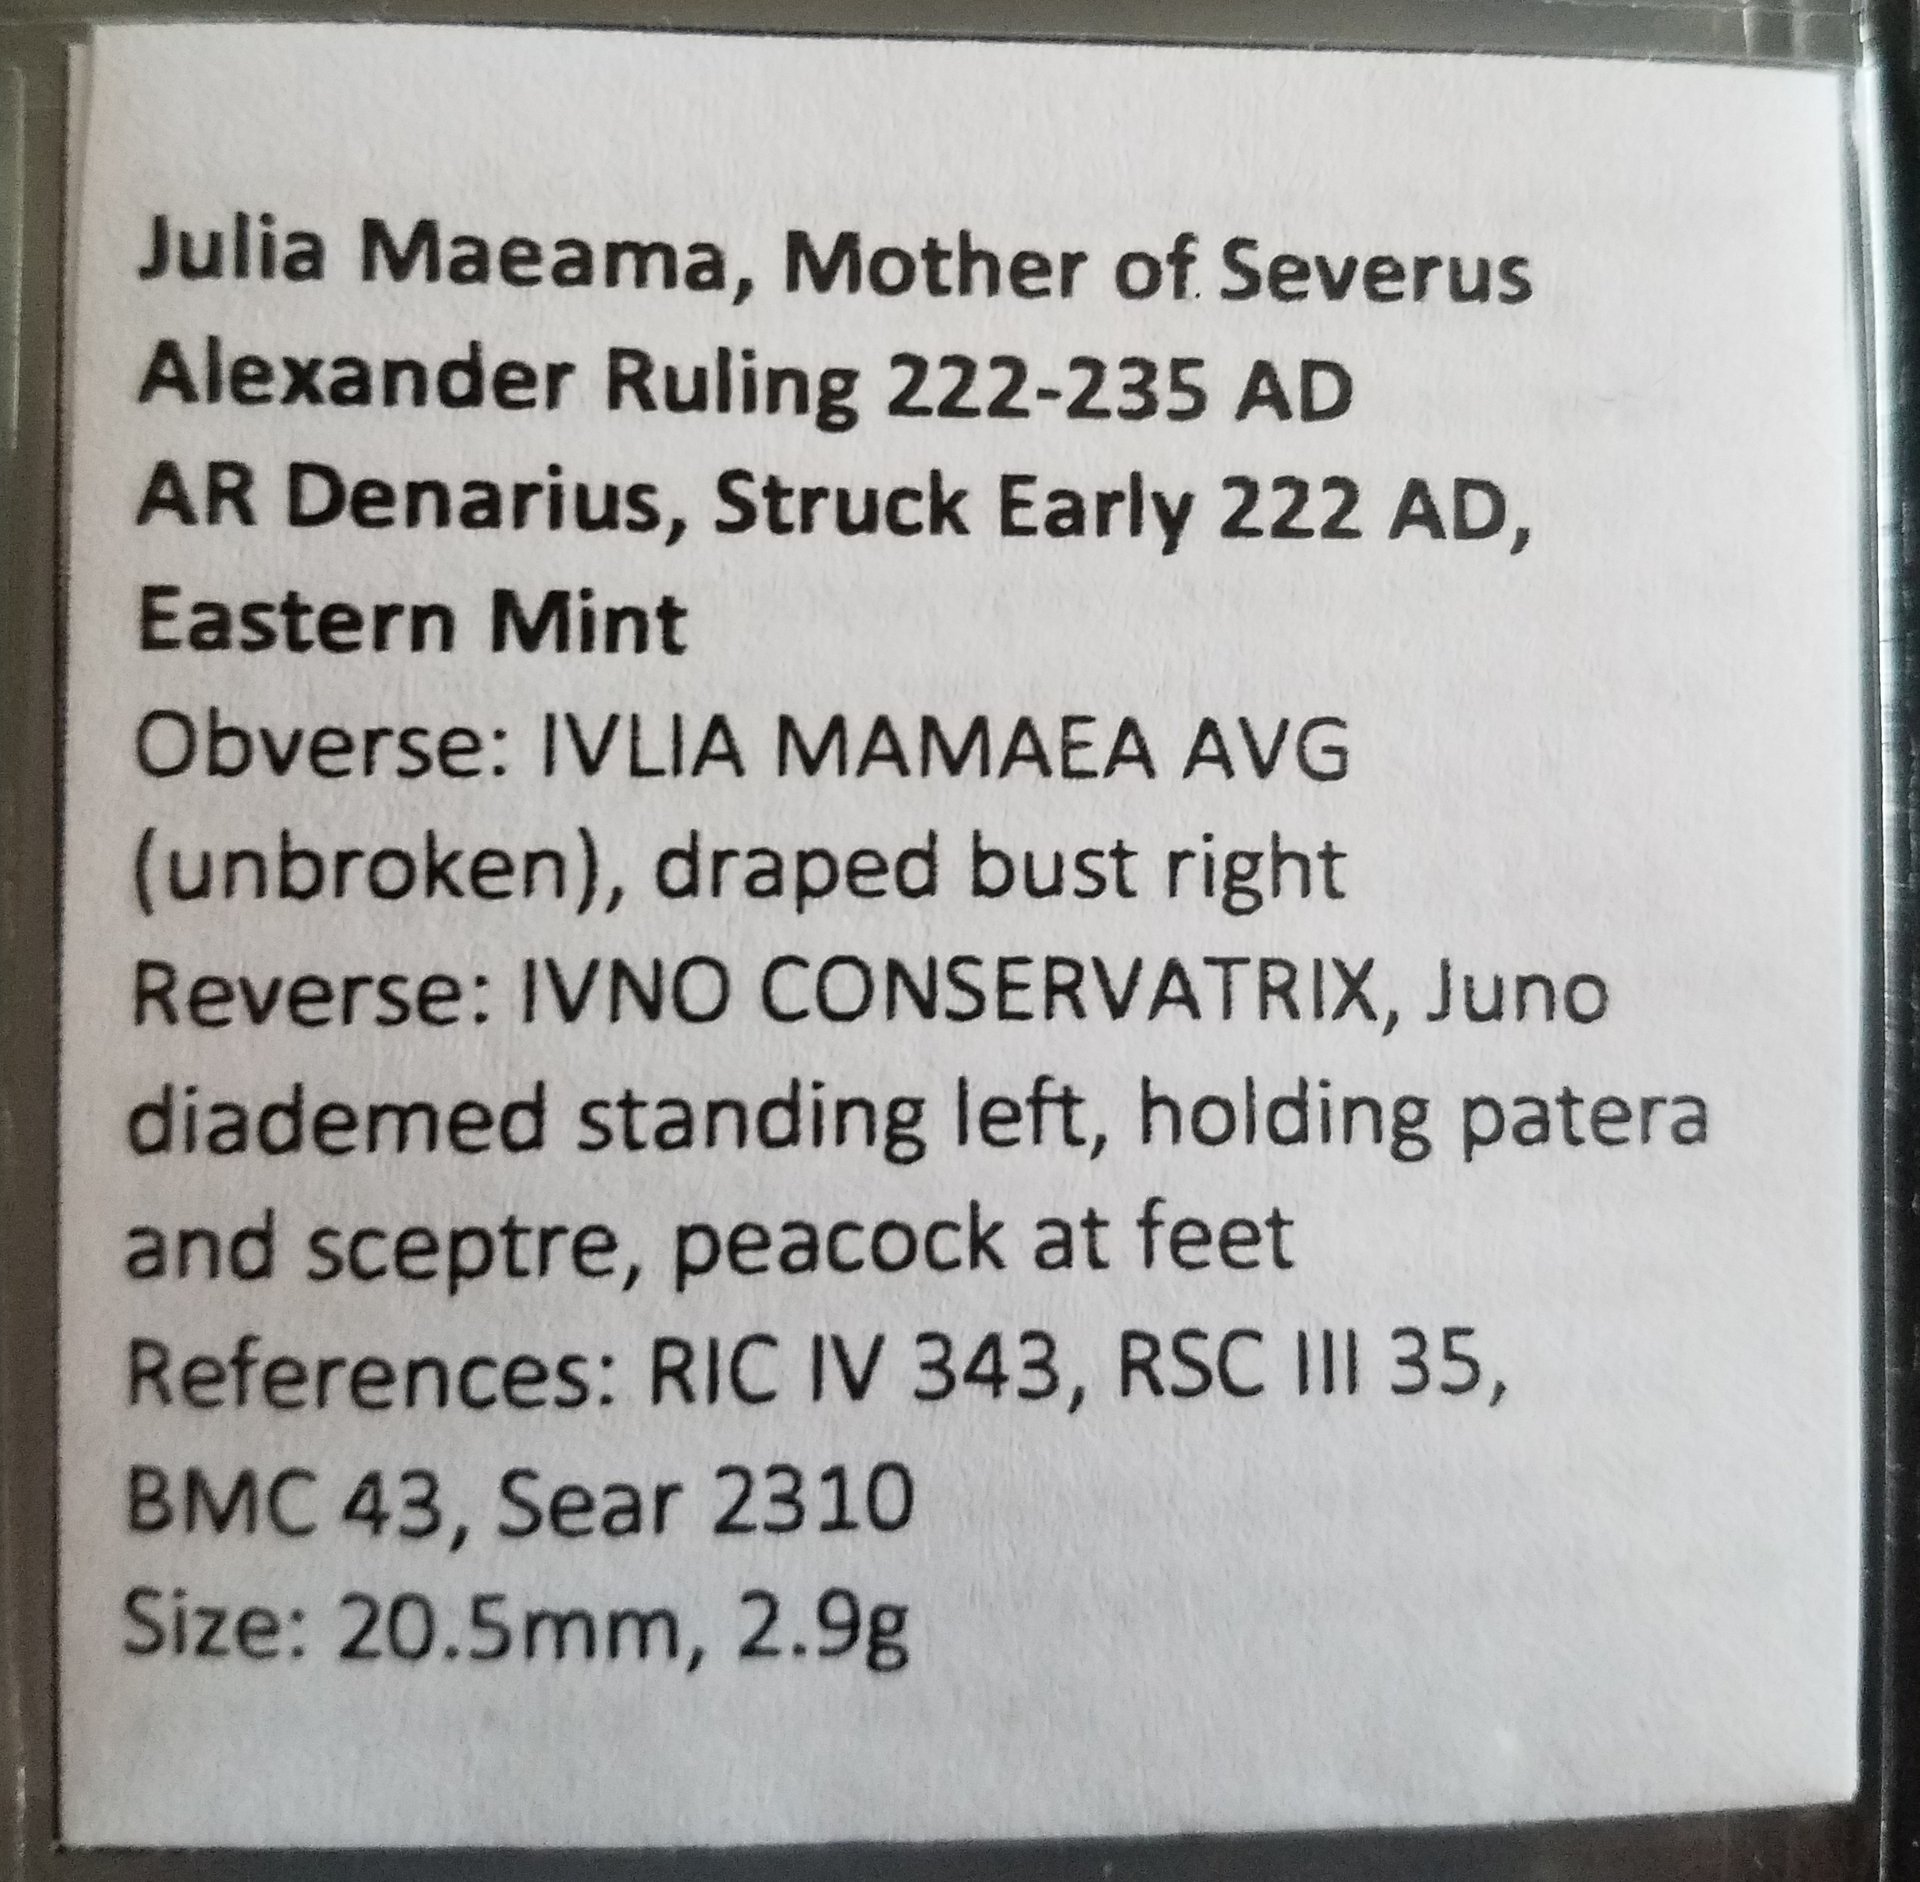 Julia Maeama, Mother of Severus
Alexander Ruling 222-235 AD
AR Denarius, Struck Early 222 AD,
Eastern Mint
Obverse: IVLIA MAMAEA AVG
(unbroken), draped bust right
Reverse: IVNO CONSERVATRIX, Juno
diademed standing left, holding patera
and sceptre, peacock at feet
References: RIC IV 343, RSC III 35,
BMC 43, Sear 2310
Size: 20.5mm, 2.9g